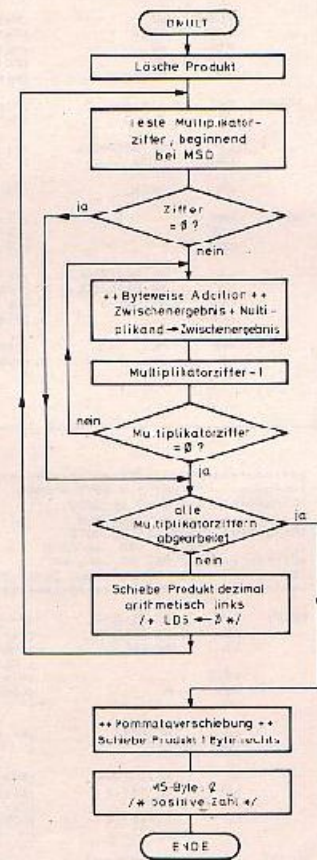 DMULT
Lösche Produkt
Teste Multiplikator-
ziffer, beginnend
bei MSD
ja
Ziffer
= Ø ?
nein
++ Byteweise Addition ++
Zwischenergebnis + Multi-
plikand → Zwischenergebnis
Multiplikatorziffer - 1
nein
Multiplikatorziffer
= Ø ?
ja
alle
Multiplikatorziffern
abgearbeitet
ja
nein
Schiebe Produkt dezimal
arithmetisch links
/* LDS ← Ø */
++ Kommataverschiebung ++
Schiebe Produkt 1 Byte rechts
MS-Byte: Ø
/* positive Zahl */
ENDE